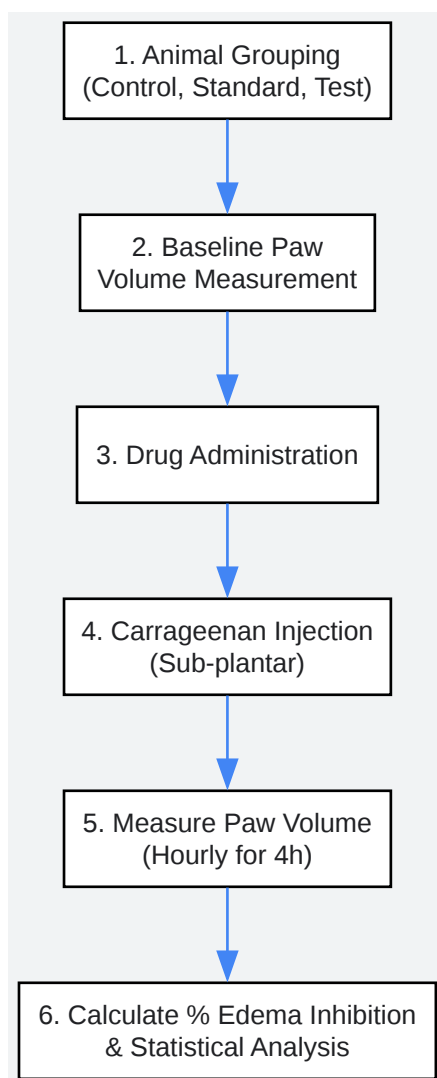 1. Animal Grouping
(Control, Standard, Test)
2. Baseline Paw
Volume Measurement
3. Drug Administration
4. Carrageenan Injection
(Sub-plantar)
5. Measure Paw Volume
(Hourly for 4h)
6. Calculate % Edema Inhibition
& Statistical Analysis